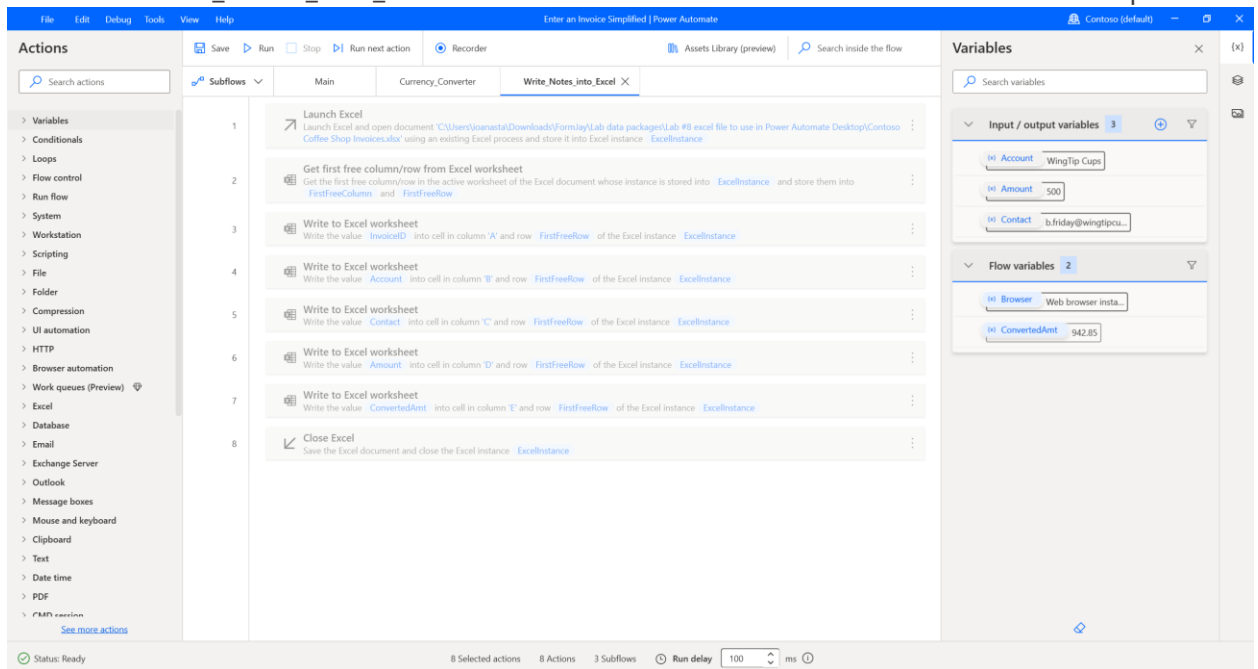 File Edit Debug Tools View Help
Enter an Invoice Simplified | Power Automate
Contoso (default)
Actions
Search actions
Variables
Conditionals
Loops
Flow control
Run flow
System
Workstation
Scripting
File
Folder
Compression
UI automation
HTTP
Browser automation
Work queues (Preview)
Excel
Database
Email
Exchange Server
Outlook
Message boxes
Mouse and keyboard
Clipboard
Text
Date time
PDF
CMD session
See more actions
Save Run Stop Run next action Recorder
Assets Library (preview) Search inside the flow
Subflows Main Currency_Converter Write_Notes_into_Excel
1
Launch Excel
Launch Excel and open document 'C:\Users\ioanasta\Downloads\FormJay\Lab data packages\Lab #8 excel file to use in Power Automate Desktop\Contoso
Coffee Shop Invoices.xlsx' using an existing Excel process and store it into Excel instance ExcelInstance
2
Get first free column/row from Excel worksheet
Get the first free column/row in the active worksheet of the Excel document whose instance is stored into ExcelInstance and store them into
FirstFreeColumn and FirstFreeRow
3
Write to Excel worksheet
Write the value InvoiceID into cell in column 'A' and row FirstFreeRow of the Excel instance ExcelInstance
4
Write to Excel worksheet
Write the value Account into cell in column 'B' and row FirstFreeRow of the Excel instance ExcelInstance
5
Write to Excel worksheet
Write the value Contact into cell in column 'C' and row FirstFreeRow of the Excel instance ExcelInstance
6
Write to Excel worksheet
Write the value Amount into cell in column 'D' and row FirstFreeRow of the Excel instance ExcelInstance
7
Write to Excel worksheet
Write the value ConvertedAmt into cell in column 'E' and row FirstFreeRow of the Excel instance ExcelInstance
8
Close Excel
Save the Excel document and close the Excel instance ExcelInstance
Variables
{x}
Search variables
Input / output variables 3
(x) Account WingTip Cups
(x) Amount 500
(x) Contact b.friday@wingtipcu...
Flow variables 2
(x) Browser Web browser insta...
(x) ConvertedAmt 942.85
Status: Ready
8 Selected actions 8 Actions 3 Subflows Run delay 100 ms